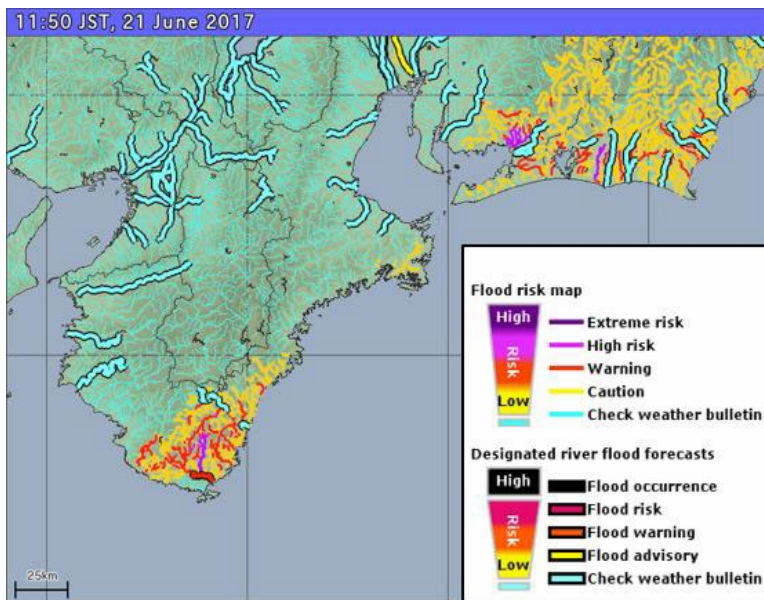 11:50 JST, 21 June 2017
Flood risk map
High
Risk
Low
Extreme risk
High risk
Warning
Caution
Check weather bulletin
Designated river flood forecasts
High
Risk
Low
Flood occurrence
Flood risk
Flood warning
Flood advisory
Check weather bulletin
25km